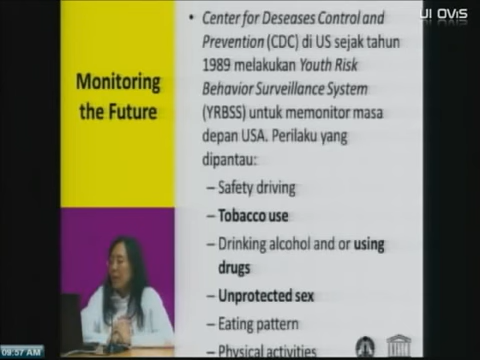 UI OViS
Monitoring
the Future
• Center for Deseases Control and
Prevention (CDC) di US sejak tahun
1989 melakukan Youth Risk
Behavior Surveillance System
(YRBSS) untuk memonitor masa
depan USA. Perilaku yang
dipantau:
– Safety driving
– Tobacco use
– Drinking alcohol and or using
drugs
– Unprotected sex
– Eating pattern
– Physical activities
09:57 AM